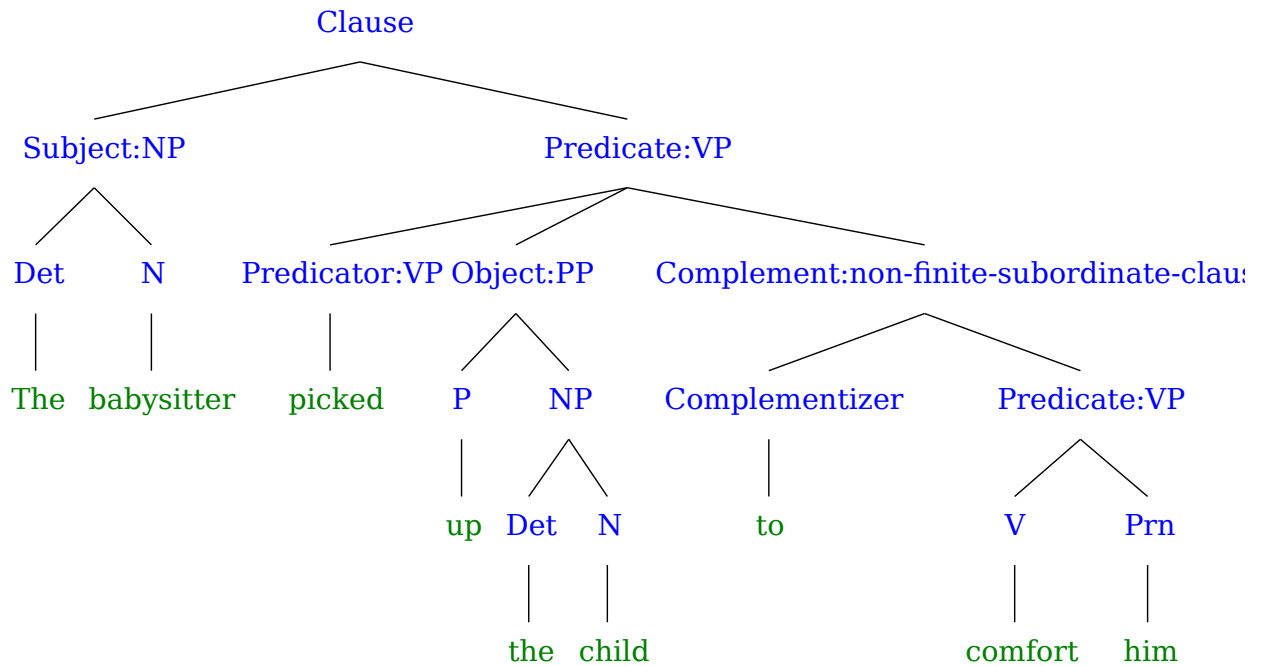 Clause
Subject:NP Predicate:VP
Det N Predicator:VP Object:PP Complement:non-finite-subordinate-claus
The babysitter picked P NP Complementizer Predicate:VP
up Det N to V Prn
the child comfort him